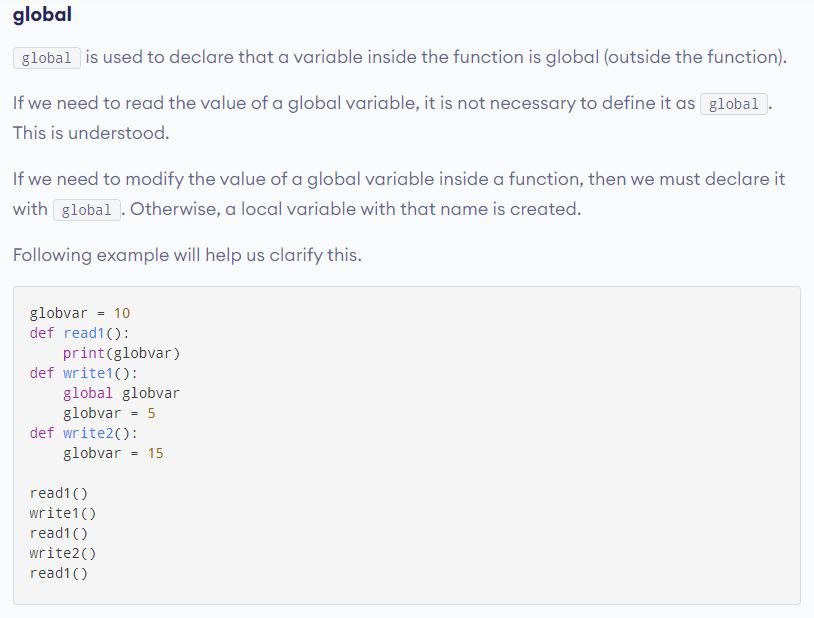 global
global is used to declare that a variable inside the function is global (outside the function).
If we need to read the value of a global variable, it is not necessary to define it as global.
This is understood.
If we need to modify the value of a global variable inside a function, then we must declare it
with global. Otherwise, a local variable with that name is created.
Following example will help us clarify this.
globvar = 10
def read1():
    print(globvar)
def write1():
    global globvar
    globvar = 5
def write2():
    globvar = 15

read1()
write1()
read1()
write2()
read1()